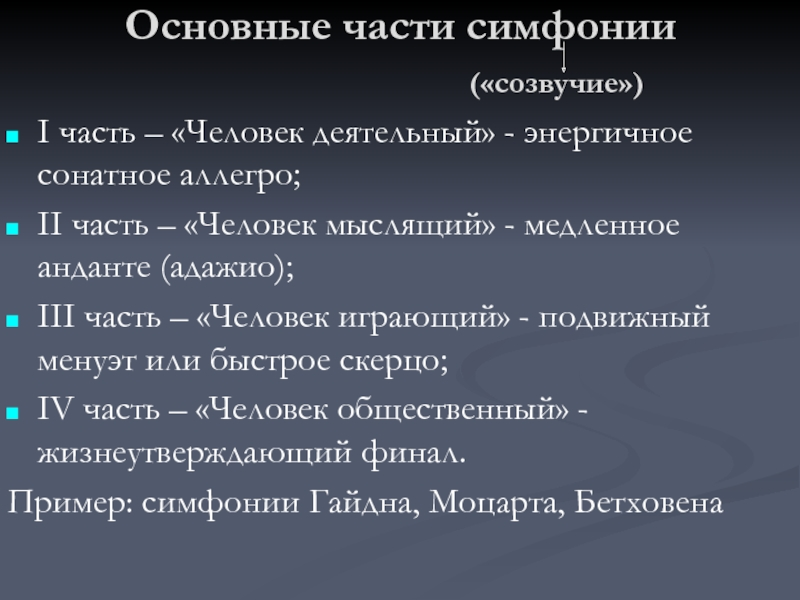 Основные части симфонии
(«созвучие»)
I часть – «Человек деятельный» - энергичное
сонатное аллегро;
II часть – «Человек мыслящий» - медленное
анданте (адажио);
III часть – «Человек играющий» - подвижный
менуэт или быстрое скерцо;
IV часть – «Человек общественный» -
жизнеутверждающий финал.
Пример: симфонии Гайдна, Моцарта, Бетховена